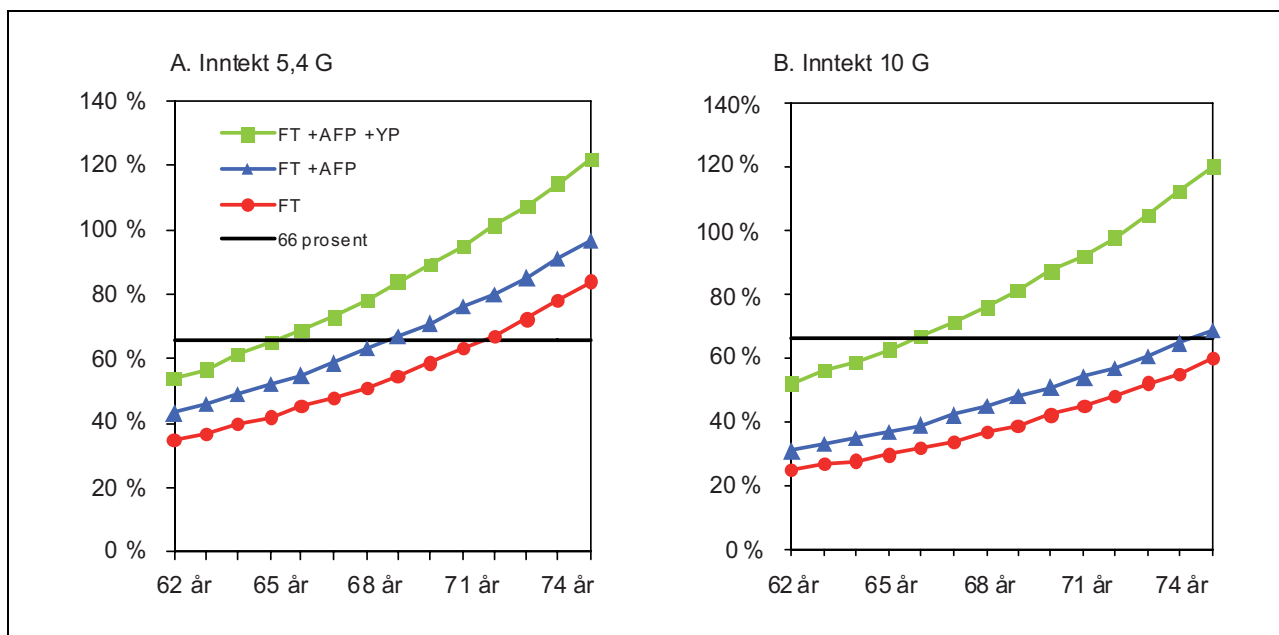 A. Inntekt 5,4 G
140 %
120 %
100 %
80 %
60 %
40 %
20 %
0 %
FT +AFP +YP
FT +AFP
FT
66 prosent
62 år 65 år 68 år 71 år 74 år
B. Inntekt 10 G
140%
120 %
100 %
80 %
60 %
40 %
20 %
0 %
62 år 65 år 68 år 71 år 74 år